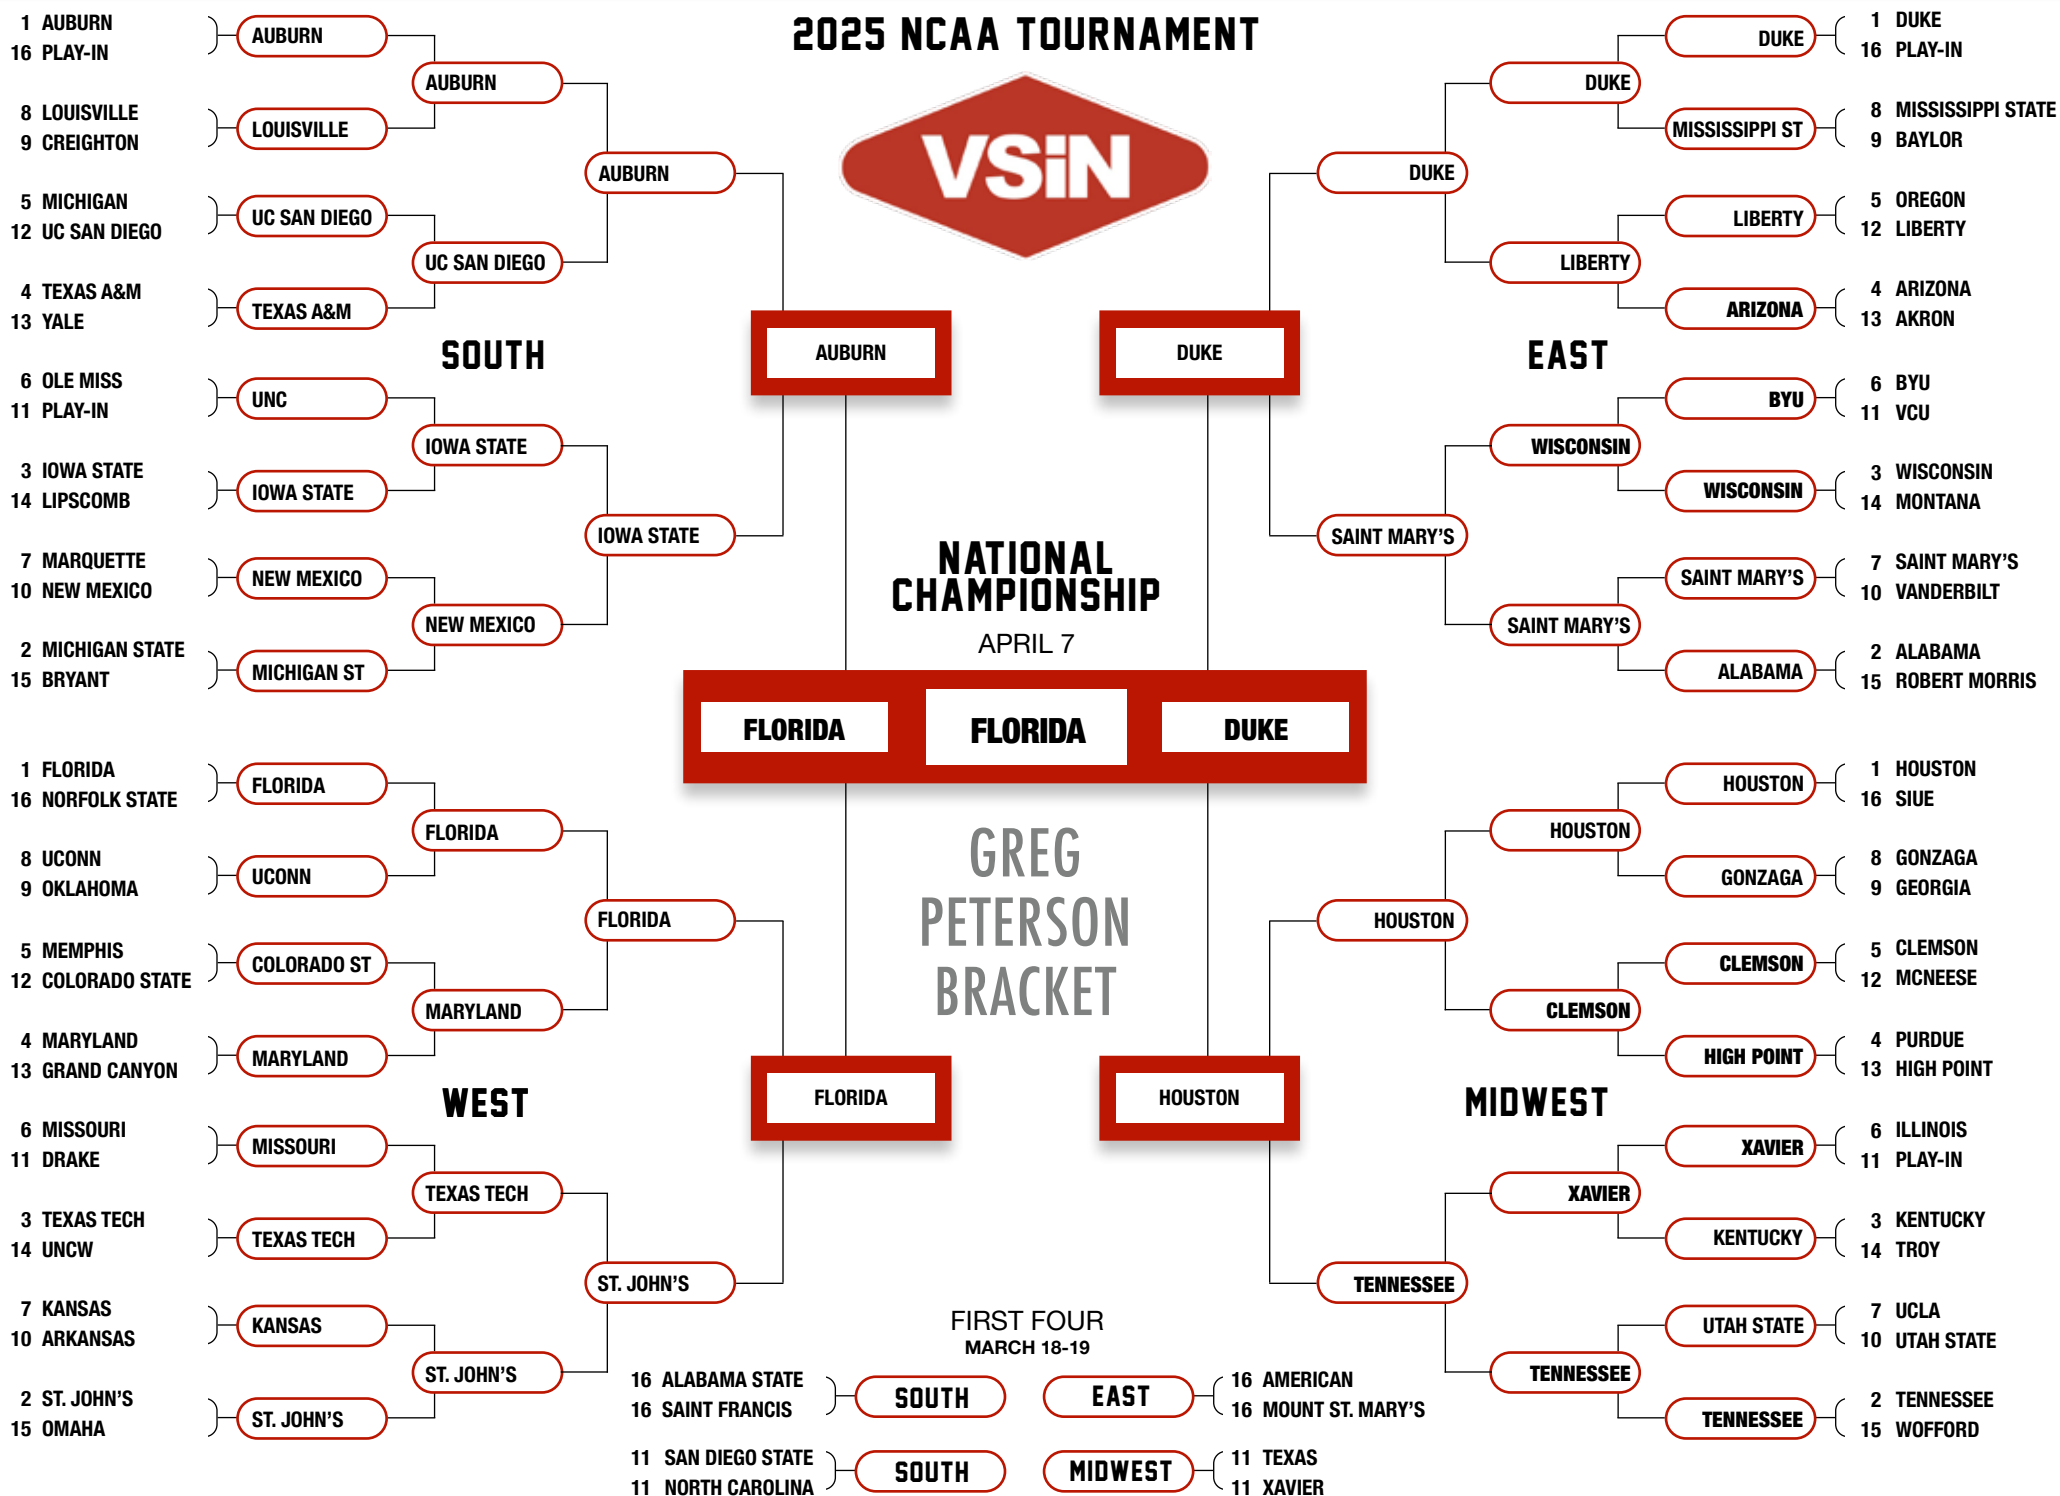 2025 NCAA TOURNAMENT
VSiN
1 AUBURN
16 PLAY-IN
8 LOUISVILLE
9 CREIGHTON
5 MICHIGAN
12 UC SAN DIEGO
4 TEXAS A&M
13 YALE
6 OLE MISS
11 PLAY-IN
3 IOWA STATE
14 LIPSCOMB
7 MARQUETTE
10 NEW MEXICO
2 MICHIGAN STATE
15 BRYANT
AUBURN
LOUISVILLE
UC SAN DIEGO
TEXAS A&M
UNC
IOWA STATE
NEW MEXICO
MICHIGAN ST
AUBURN
UC SAN DIEGO
IOWA STATE
NEW MEXICO
AUBURN
IOWA STATE
SOUTH
AUBURN
1 FLORIDA
16 NORFOLK STATE
8 UCONN
9 OKLAHOMA
5 MEMPHIS
12 COLORADO STATE
4 MARYLAND
13 GRAND CANYON
6 MISSOURI
11 DRAKE
3 TEXAS TECH
14 UNCW
7 KANSAS
10 ARKANSAS
2 ST. JOHN'S
15 OMAHA
FLORIDA
UCONN
COLORADO ST
MARYLAND
MISSOURI
TEXAS TECH
KANSAS
ST. JOHN'S
FLORIDA
MARYLAND
TEXAS TECH
ST. JOHN'S
FLORIDA
ST. JOHN'S
WEST
FLORIDA
NATIONAL
CHAMPIONSHIP
APRIL 7
FLORIDA
FLORIDA
DUKE
GREG
PETERSON
BRACKET
DUKE
EAST
DUKE
SAINT MARY'S
DUKE
LIBERTY
WISCONSIN
SAINT MARY'S
DUKE
MISSISSIPPI ST
LIBERTY
ARIZONA
BYU
WISCONSIN
SAINT MARY'S
ALABAMA
1 DUKE
16 PLAY-IN
8 MISSISSIPPI STATE
9 BAYLOR
5 OREGON
12 LIBERTY
4 ARIZONA
13 AKRON
6 BYU
11 VCU
3 WISCONSIN
14 MONTANA
7 SAINT MARY'S
10 VANDERBILT
2 ALABAMA
15 ROBERT MORRIS
HOUSTON
MIDWEST
HOUSTON
TENNESSEE
HOUSTON
CLEMSON
XAVIER
TENNESSEE
HOUSTON
GONZAGA
CLEMSON
HIGH POINT
XAVIER
KENTUCKY
UTAH STATE
TENNESSEE
1 HOUSTON
16 SIUE
8 GONZAGA
9 GEORGIA
5 CLEMSON
12 MCNEESE
4 PURDUE
13 HIGH POINT
6 ILLINOIS
11 PLAY-IN
3 KENTUCKY
14 TROY
7 UCLA
10 UTAH STATE
2 TENNESSEE
15 WOFFORD
FIRST FOUR
MARCH 18-19
16 ALABAMA STATE
16 SAINT FRANCIS
SOUTH
EAST
16 AMERICAN
16 MOUNT ST. MARY'S
11 SAN DIEGO STATE
11 NORTH CAROLINA
SOUTH
MIDWEST
11 TEXAS
11 XAVIER